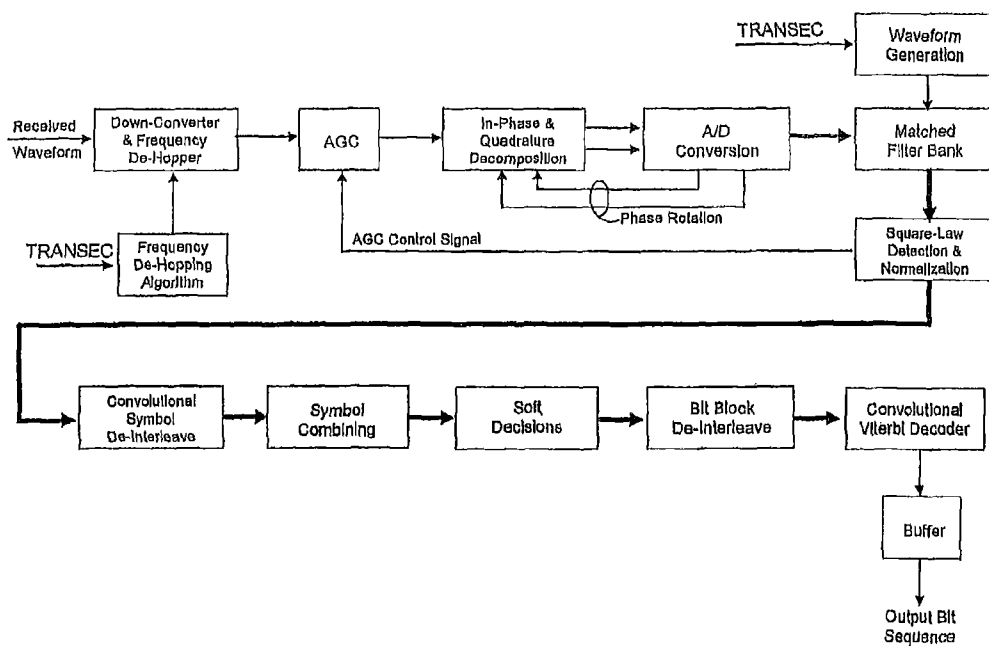 TRANSEC
Waveform
Generation
Received
Waveform
Down-Converter
& Frequency
De-Hopper
AGC
In-Phase &
Quadrature
Decomposition
A/D
Conversion
Matched
Filter Bank
Phase Rotation
TRANSEC
Frequency
De-Hopping
Algorithm
AGC Control Signal
Square-Law
Detection &
Normalization
Convolutional
Symbol
De-Interleave
Symbol
Combining
Soft
Decisions
Bit Block
De-Interleave
Convolutional
Viterbi Decoder
Buffer
Output Bit
Sequence